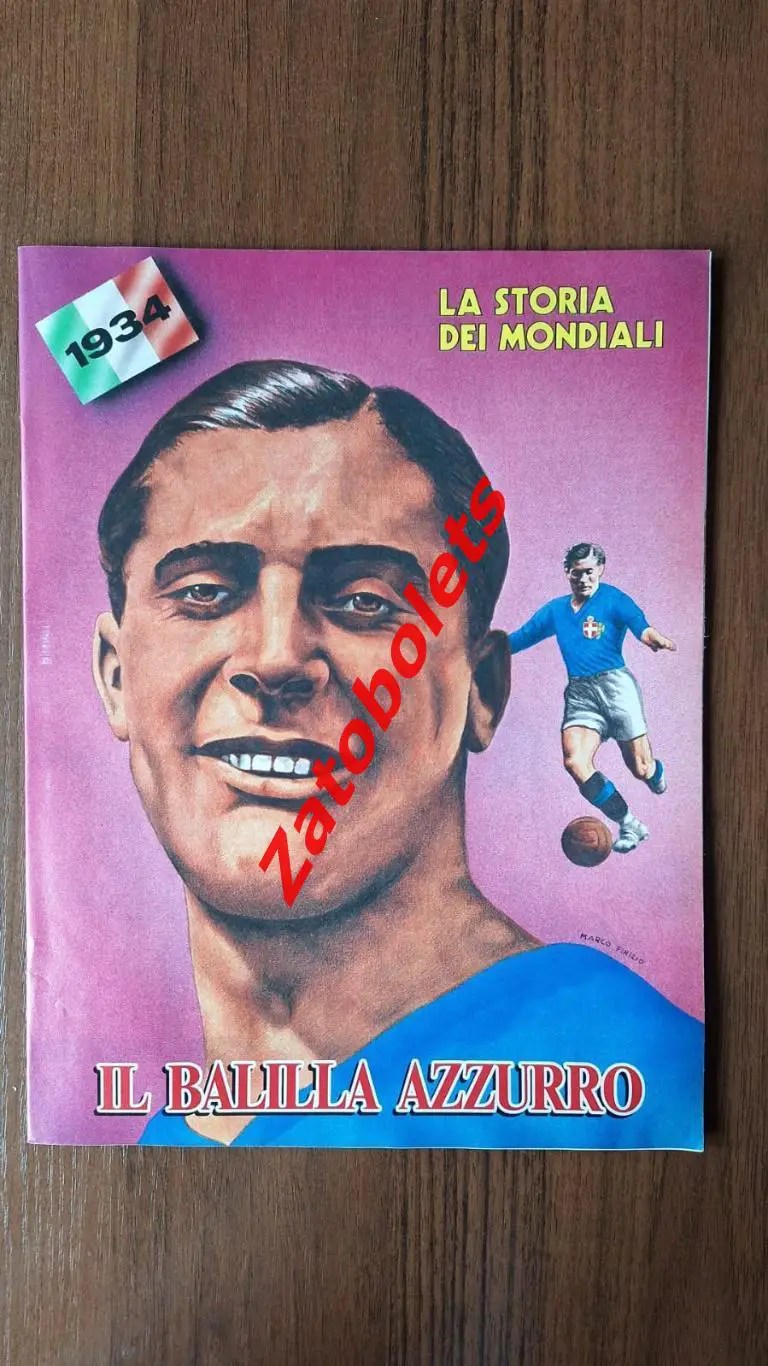 1934
LA STORIA
DEI MONDIALI
Zatobolets
MARCO FINIZIO
IL BALILLA AZZURRO